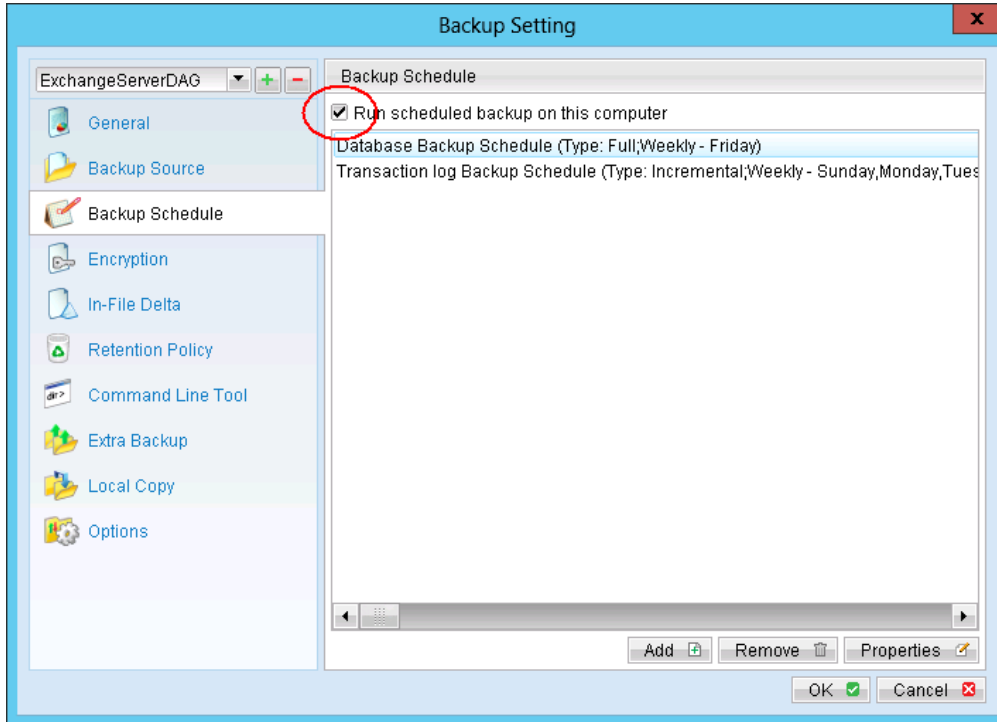 Backup Setting
x
ExchangeServerDAG
General
Backup Source
Backup Schedule
Encryption
In-File Delta
Retention Policy
dir> Command Line Tool
Extra Backup
Local Copy
Options
Backup Schedule
Run scheduled backup on this computer
Database Backup Schedule (Type: Full;Weekly - Friday)
Transaction log Backup Schedule (Type: Incremental;Weekly - Sunday,Monday,Tues
Add Remove Properties
OK Cancel